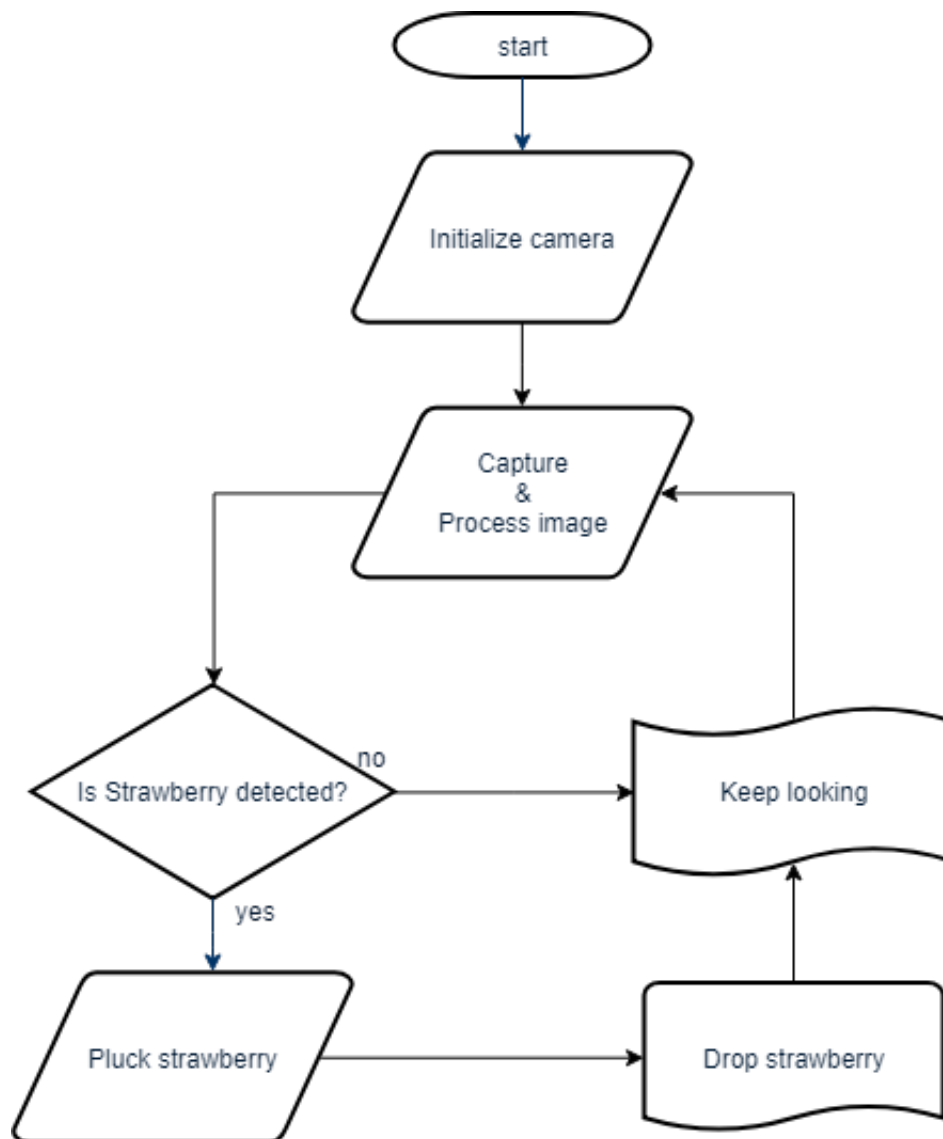 start
Initialize camera
Capture
&
Process image
no
Is Strawberry detected?
Keep looking
yes
Pluck strawberry
Drop strawberry